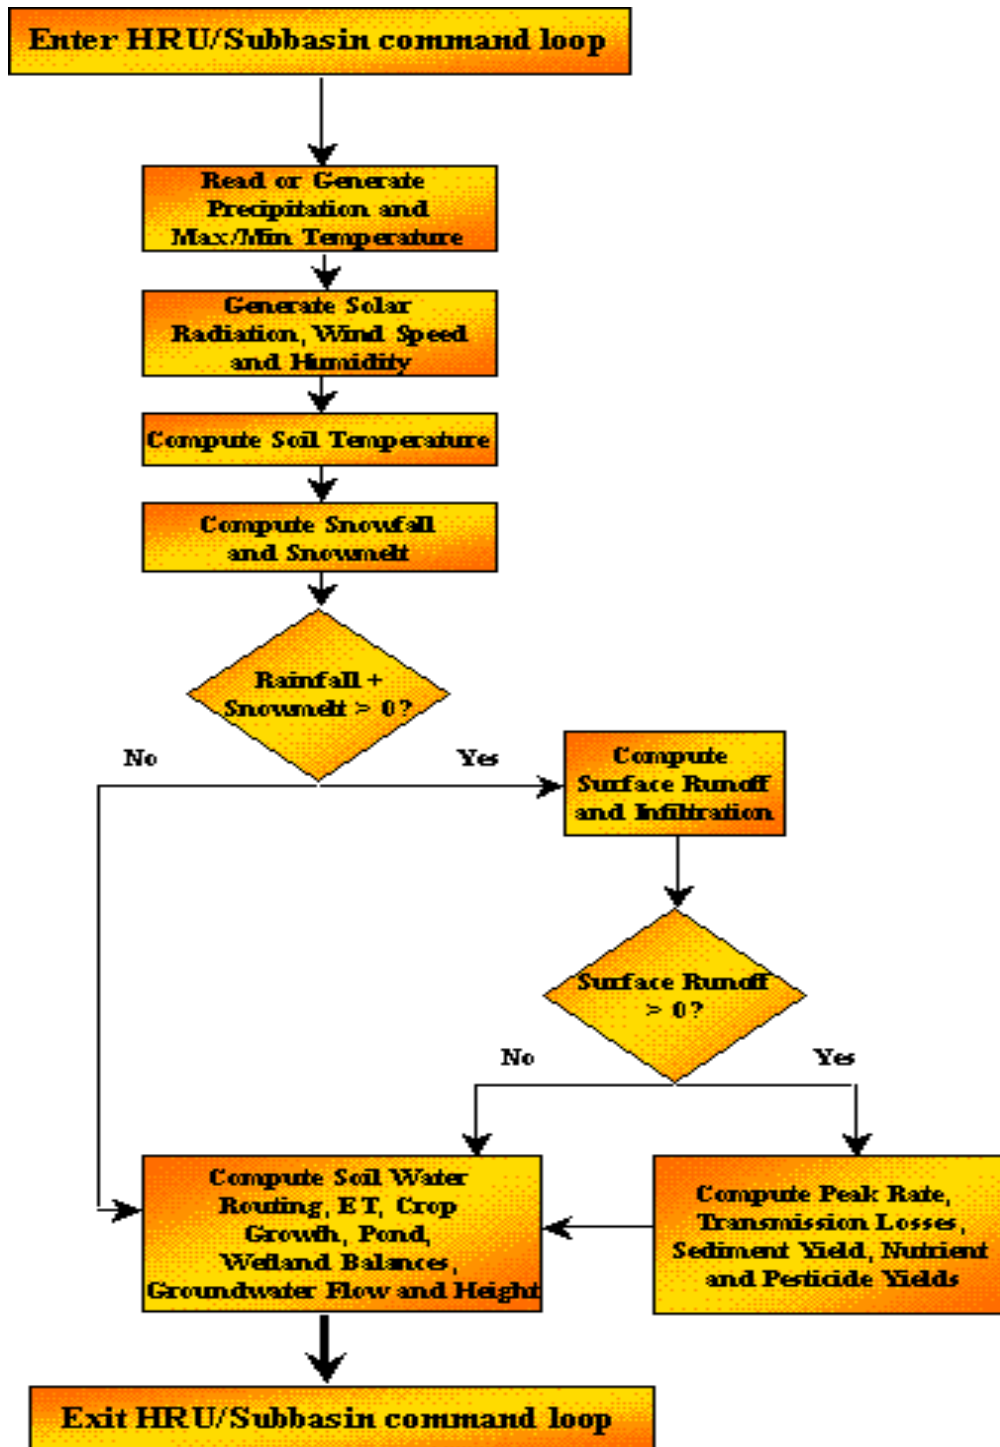 Enter HRU/Subbasin command loop
Read or Generate
Precipitation and
Max/Min Temperature
Generate Solar
Radiation, Wind Speed
and Humidity
Compute Soil Temperature
Compute Snowfall
and Snowmelt
Rainfall +
Snowmelt > 0?
No
Yes
Compute
Surface Runoff
and Infiltration
Surface Runoff
> 0?
No
Yes
Compute Soil Water
Routing, ET, Crop
Growth, Pond,
Wetland Balances,
Groundwater Flow and Height
Compute Peak Rate,
Transmission Losses,
Sediment Yield, Nutrient
and Pesticide Yields
Exit HRU/Subbasin command loop